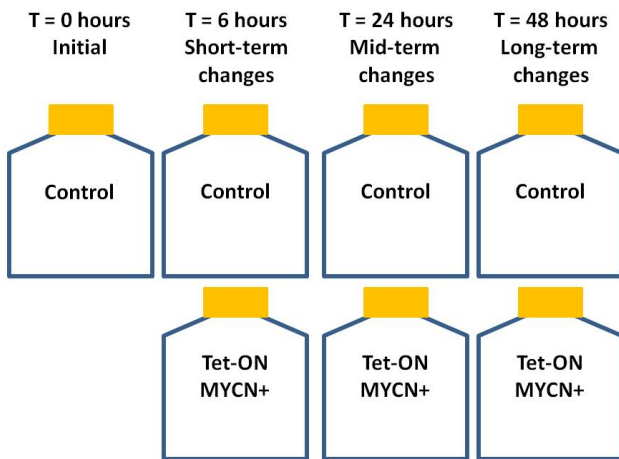 T = 0 hours
Initial
T = 6 hours
Short-term
changes
T = 24 hours
Mid-term
changes
T = 48 hours
Long-term
changes
Control
Control
Control
Control
Tet-ON
MYCN+
Tet-ON
MYCN+
Tet-ON
MYCN+